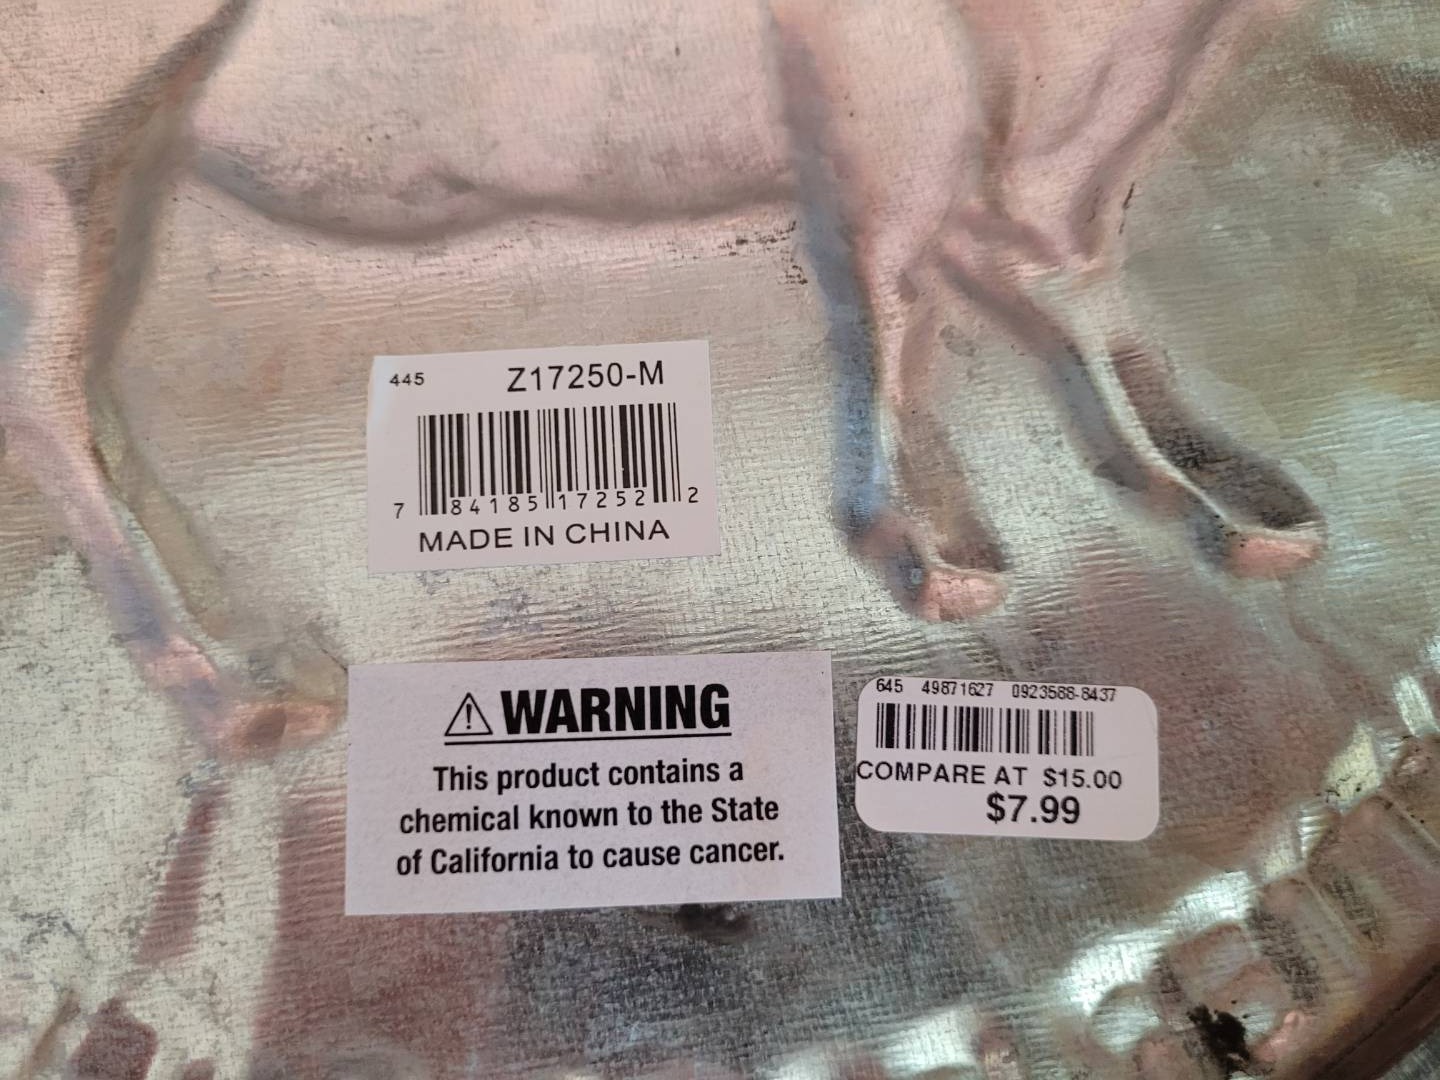 445 Z17250-M
7 84185 17252 2
MADE IN CHINA
⚠ WARNING
This product contains a
chemical known to the State
of California to cause cancer.
645 49871627 0923588-8437
COMPARE AT $15.00
$7.99